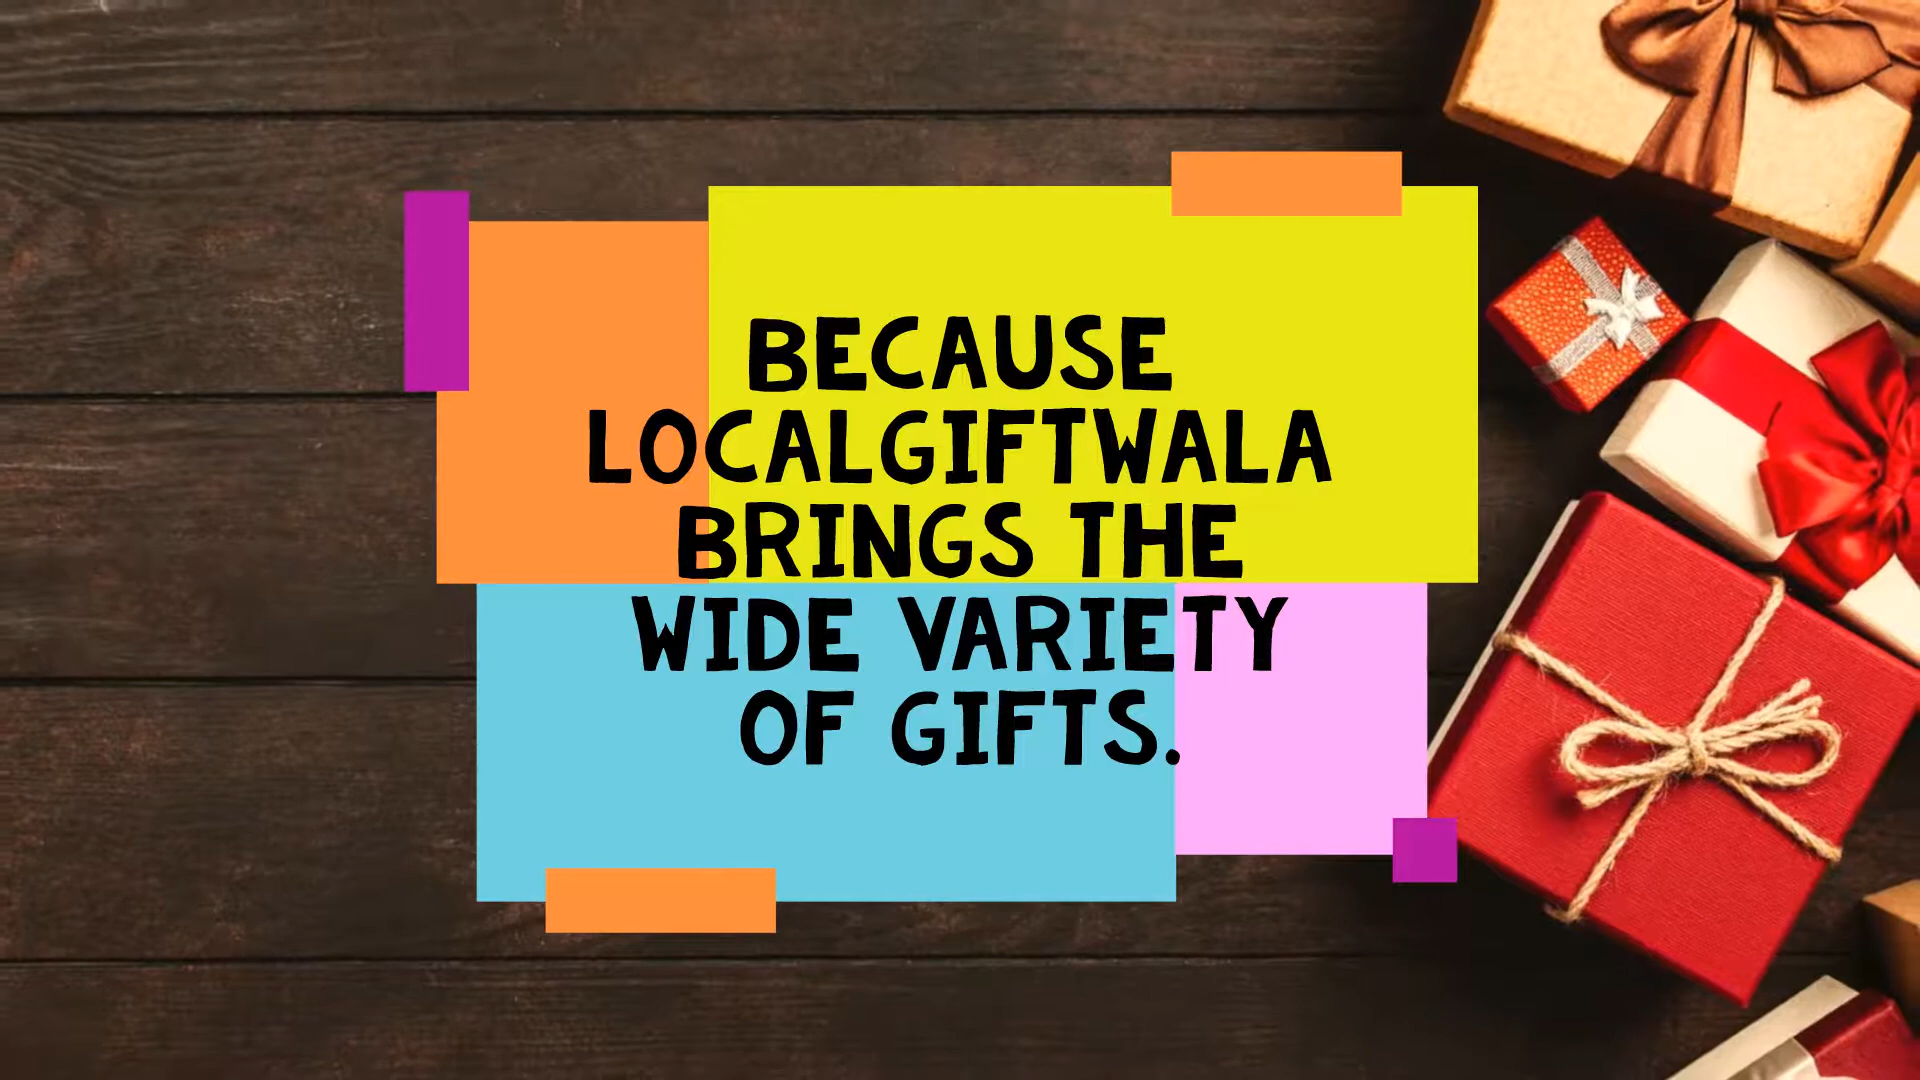 BECAUSE
LOCALGIFTWALA
BRINGS THE
WIDE VARIETY
OF GIFTS.